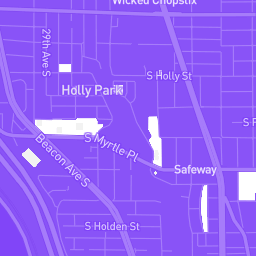 Wicked Chopstix
29th Ave S
S Holly St
Holly Park
S Myrtle Pl
Beacon Ave S
Safeway
S Holden St